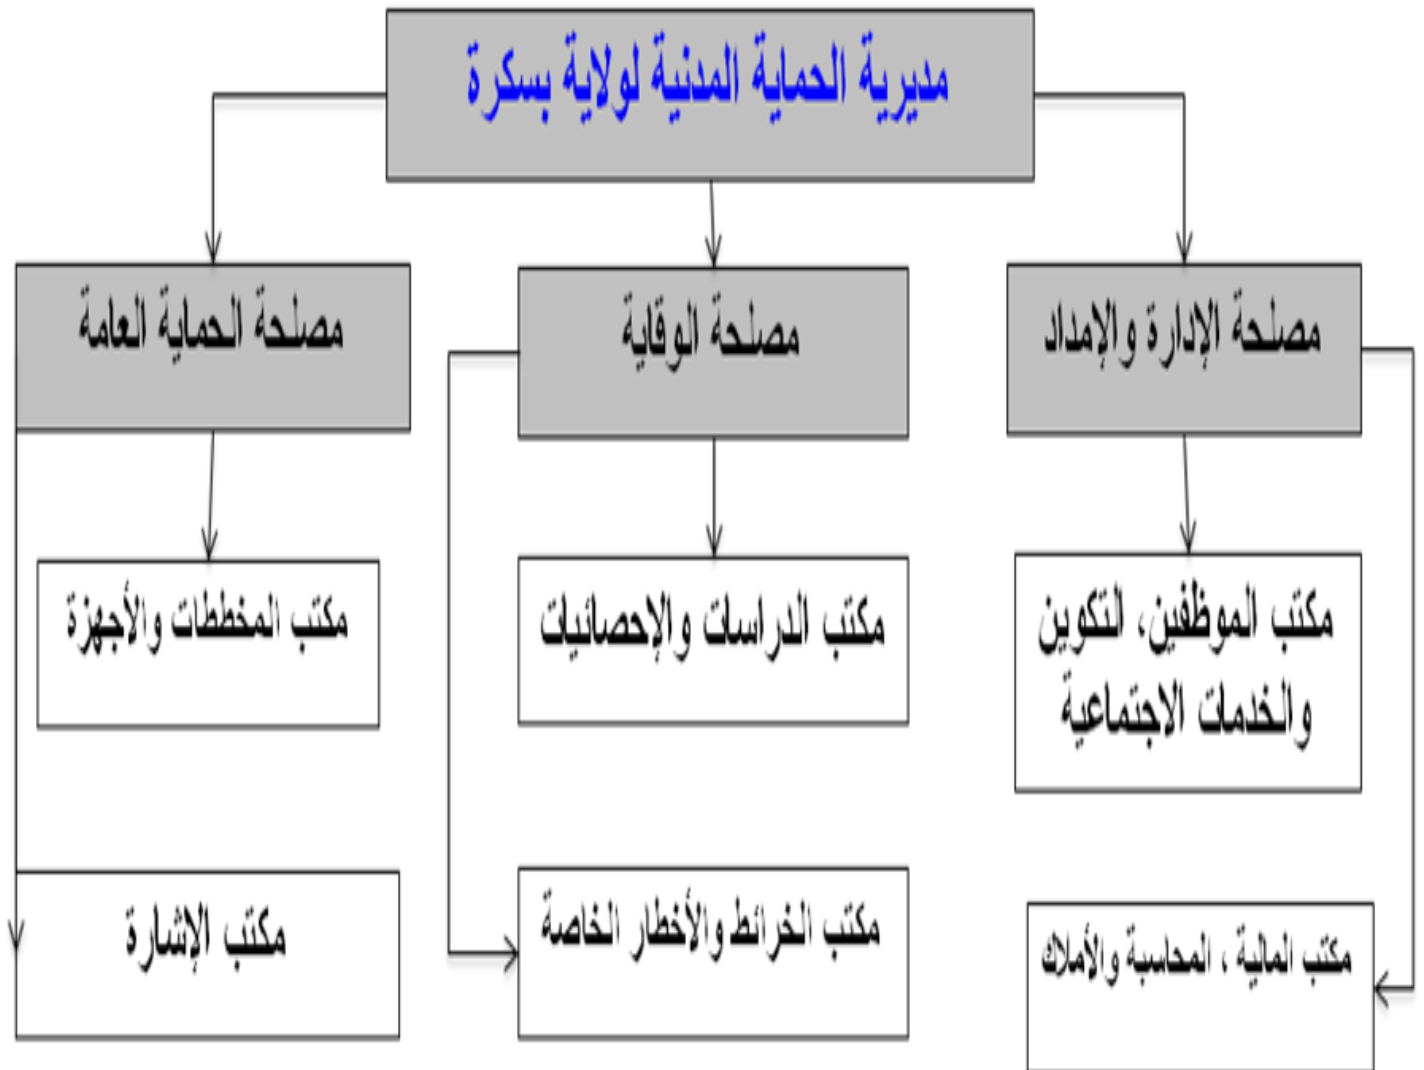 مديرية الحماية المدنية لولاية بسكرة
مصلحة الإدارة والإمداد
مصلحة الوقاية
مصلحة الحماية العامة
مكتب الموظفين، التكوين
والخدمات الاجتماعية
مكتب الدراسات والإحصائيات
مكتب المخططات والأجهزة
مكتب المالية ، المحاسبة والأملاك
مكتب الخرائط والأخطار الخاصة
مكتب الإشارة